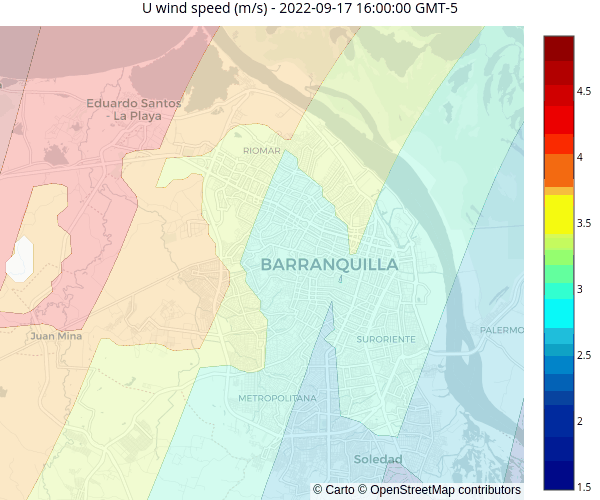 U wind speed (m/s) - 2022-09-17 16:00:00 GMT-5
Eduardo Santos
- La Playa
RIOMAR
BARRANQUILLA
Juan Mina
SURORIENTE
PALERMO
METROPOLITANA
Soledad
© Carto © OpenStreetMap contributors
4.5
4
3.5
3
2.5
2
1.5